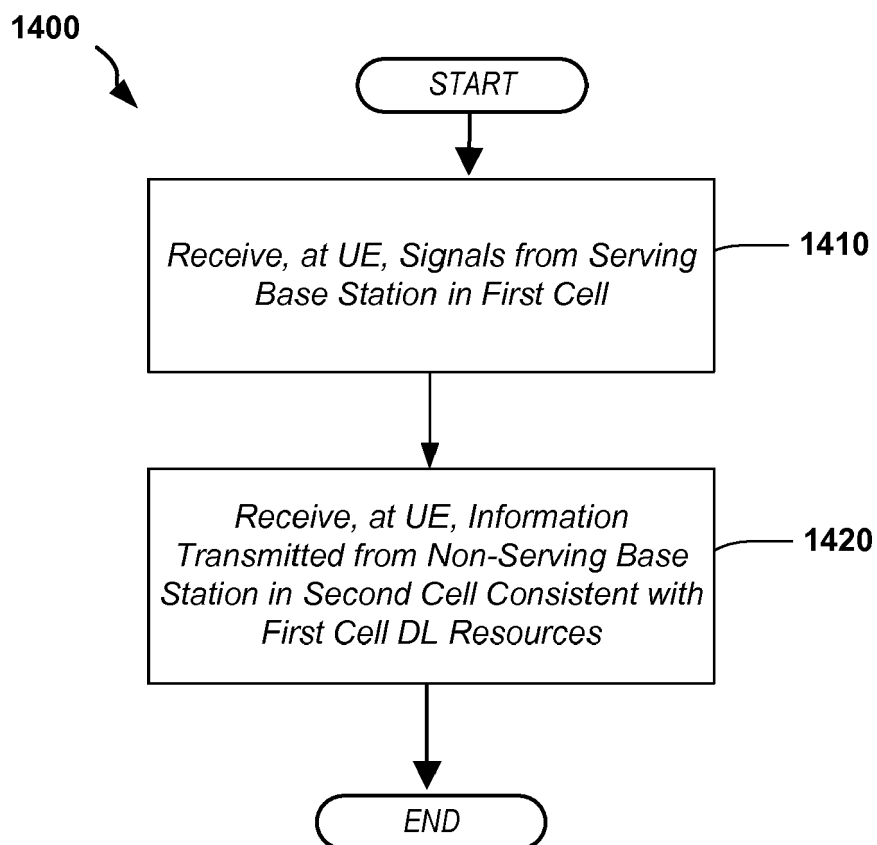 1400
START
Receive, at UE, Signals from Serving
Base Station in First Cell
1410
Receive, at UE, Information
Transmitted from Non-Serving Base
Station in Second Cell Consistent with
First Cell DL Resources
1420
END